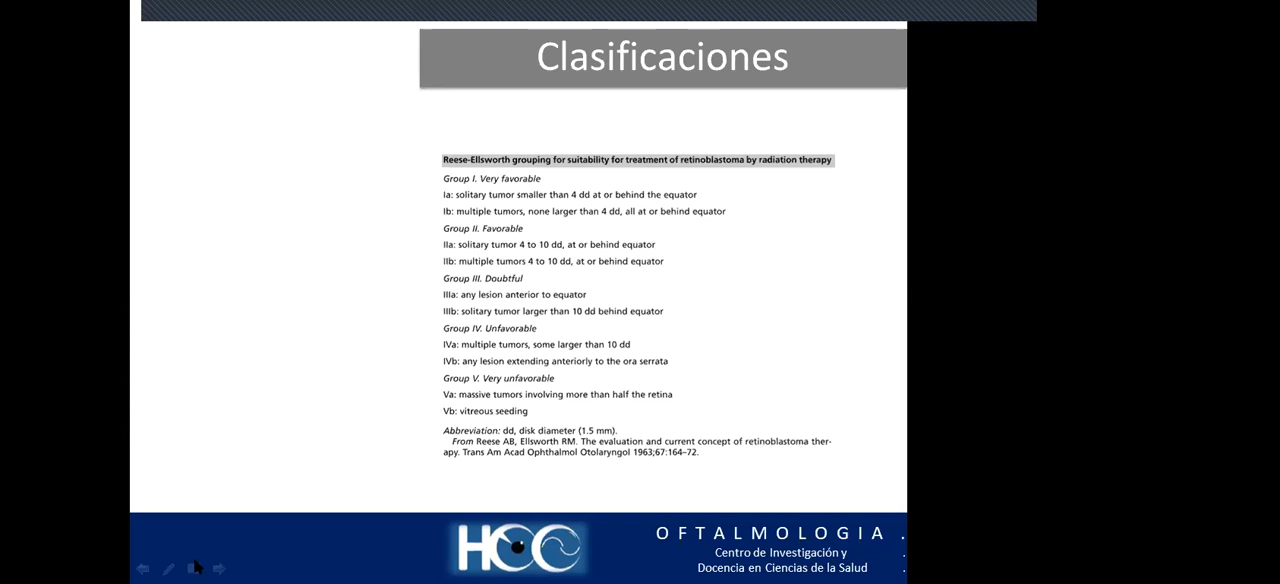 Clasificaciones
Reese-Ellsworth grouping for suitability for treatment of retinoblastoma by radiation therapy
Group I. Very favorable
Ia: solitary tumor smaller than 4 dd at or behind the equator
Ib: multiple tumors, none larger than 4 dd, all at or behind equator
Group II. Favorable
IIa: solitary tumor 4 to 10 dd, at or behind equator
IIb: multiple tumors 4 to 10 dd, at or behind equator
Group III. Doubtful
IIIa: any lesion anterior to equator
IIIb: solitary tumor larger than 10 dd behind equator
Group IV. Unfavorable
IVa: multiple tumors, some larger than 10 dd
IVb: any lesion extending anteriorly to the ora serrata
Group V. Very unfavorable
Va: massive tumors involving more than half the retina
Vb: vitreous seeding
Abbreviation: dd, disk diameter (1.5 mm).
From Reese AB, Ellsworth RM. The evaluation and current concept of retinoblastoma ther-
apy. Trans Am Acad Ophthalmol Otolaryngol 1963;67:164–72.
HCC
OFTALMOLOGIA .
Centro de Investigación y .
Docencia en Ciencias de la Salud .